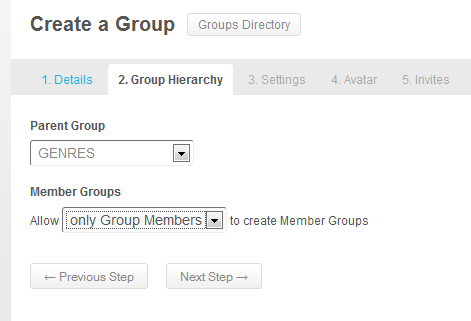 Create a Group Groups Directory
1. Details 2. Group Hierarchy 3. Settings 4. Avatar 5. Invites
Parent Group
GENRES
Member Groups
Allow only Group Members to create Member Groups
← Previous Step Next Step →